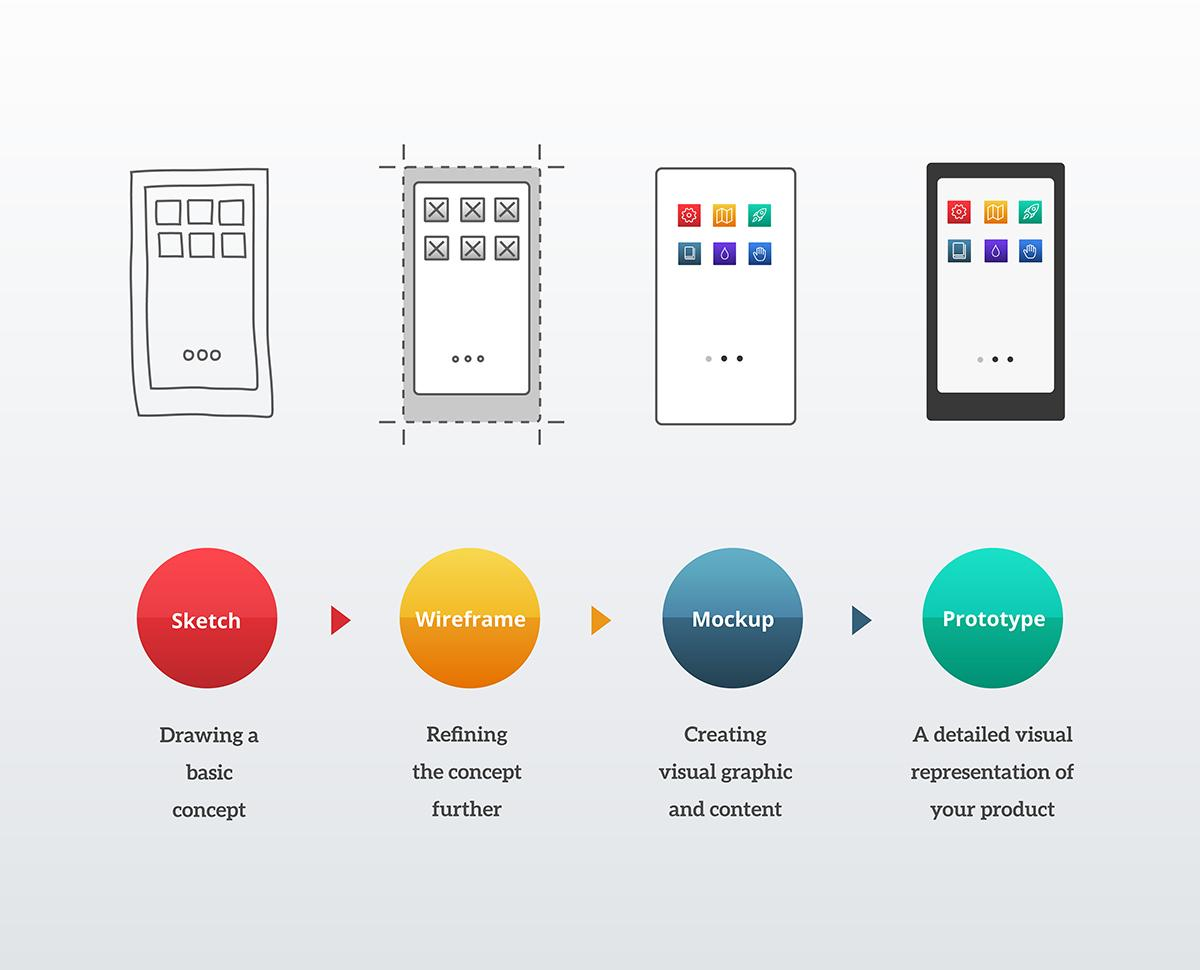 Sketch
Wireframe
Mockup
Prototype
Drawing a
basic
concept
Refining
the concept
further
Creating
visual graphic
and content
A detailed visual
representation of
your product